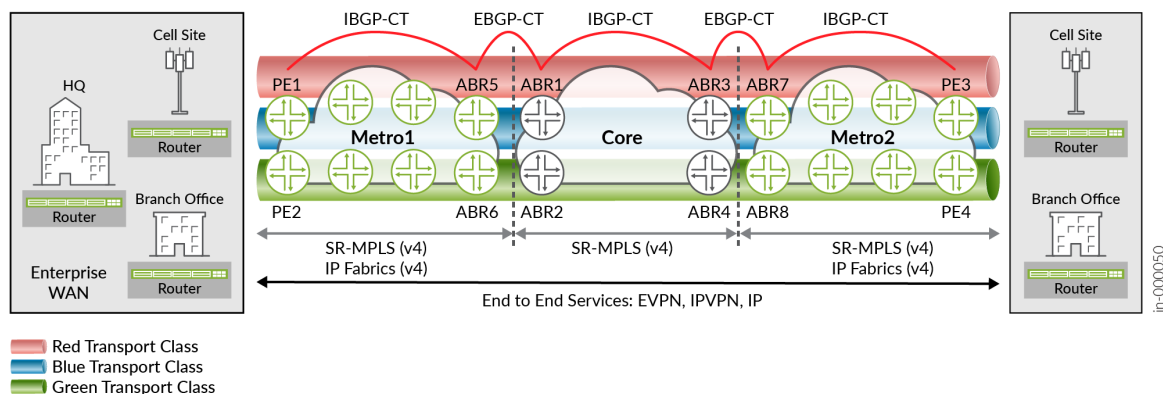 IBGP-CT
EBGP-CT
IBGP-CT
EBGP-CT
IBGP-CT
Cell Site
Router
HQ
Router
Branch Office
Router
Enterprise
WAN
PE1
ABR5
ABR1
ABR3
ABR7
PE3
Metro1
Core
Metro2
PE2
ABR6
ABR2
ABR4
ABR8
PE4
SR-MPLS (v4)
IP Fabrics (v4)
SR-MPLS (v4)
SR-MPLS (v4)
IP Fabrics (v4)
End to End Services: EVPN, IPVPN, IP
Cell Site
Router
Branch Office
Router
in-000050
Red Transport Class
Blue Transport Class
Green Transport Class